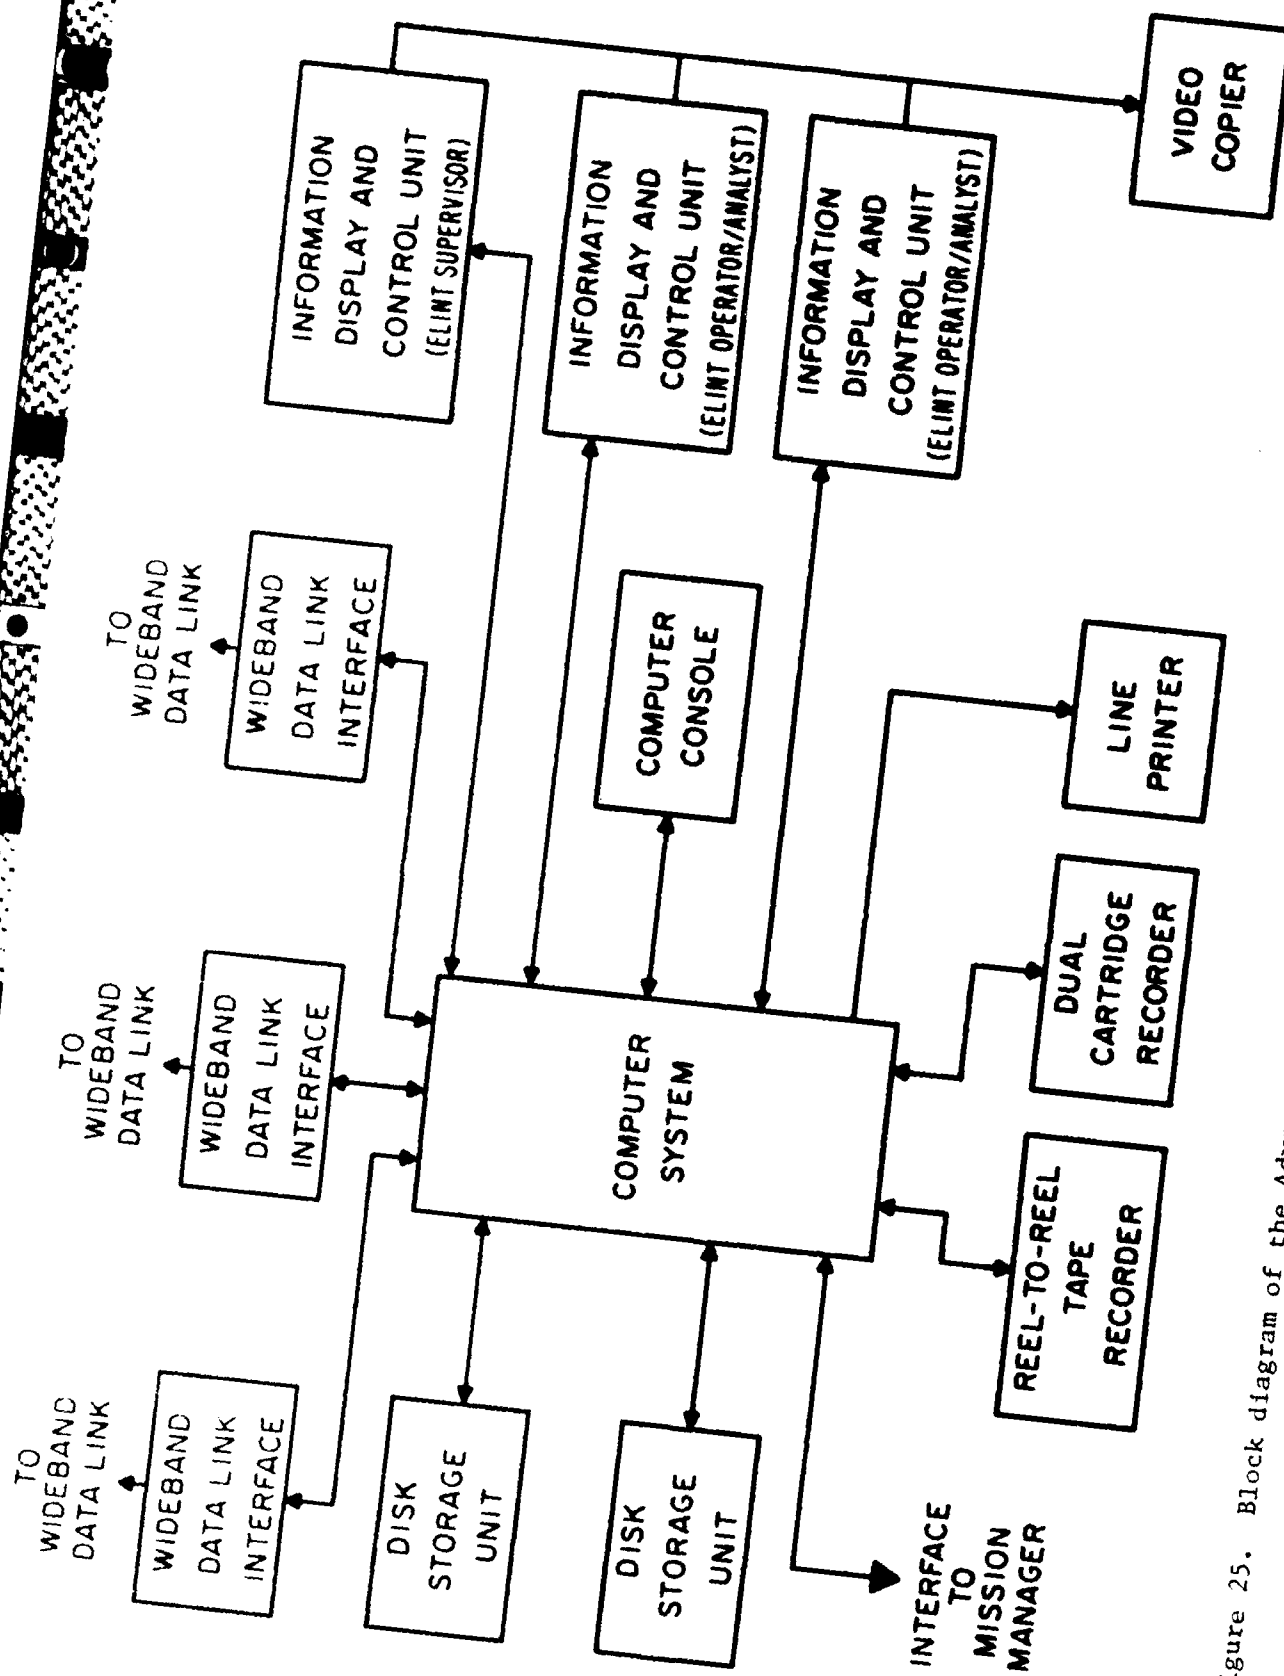 TO
WIDEBAND
DATA LINK
TO
WIDEBAND
DATA LINK
TO
WIDEBAND
DATA LINK
WIDEBAND
DATA LINK
INTERFACE
WIDEBAND
DATA LINK
INTERFACE
WIDEBAND
DATA LINK
INTERFACE
INFORMATION
DISPLAY AND
CONTROL UNIT
(ELINT SUPERVISOR)
DISK
STORAGE
UNIT
INFORMATION
DISPLAY AND
CONTROL UNIT
(ELINT OPERATOR/ANALYST)
DISK
STORAGE
UNIT
COMPUTER
SYSTEM
COMPUTER
CONSOLE
INFORMATION
DISPLAY AND
CONTROL UNIT
(ELINT OPERATOR/ANALYST)
INTERFACE
TO
MISSION
MANAGER
REEL-TO-REEL
TAPE
RECORDER
DUAL
CARTRIDGE
RECORDER
LINE
PRINTER
VIDEO
COPIER
gure 25. Block diagram of the